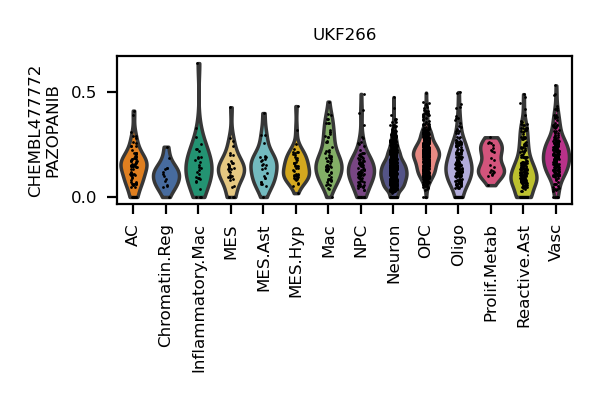 UKF266
CHEMBL477772
PAZOPANIB
0.5
0.0
AC
Chromatin.Reg
Inflammatory.Mac
MES
MES.Ast
MES.Hyp
Mac
NPC
Neuron
OPC
Oligo
Prolif.Metab
Reactive.Ast
Vasc